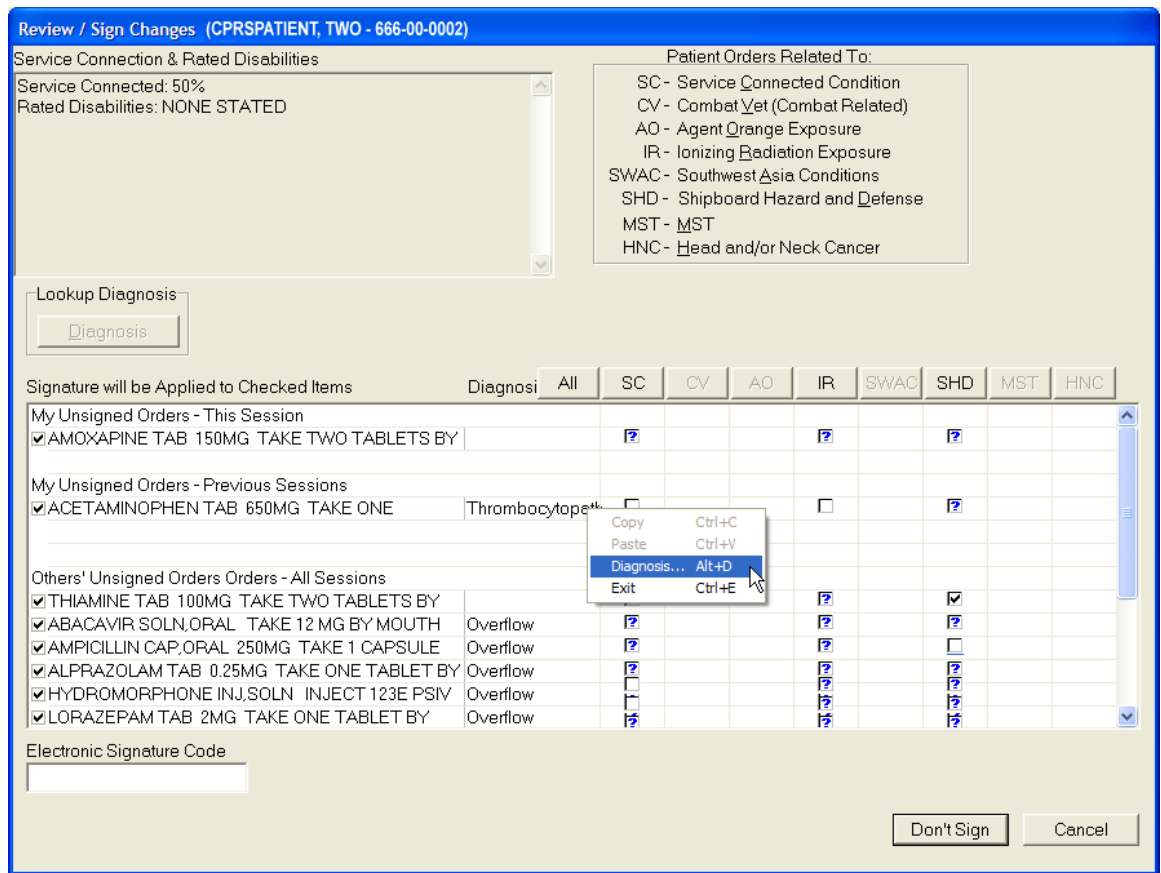 Review / Sign Changes (CPRSPATIENT, TWO - 666-00-0002)
Service Connection & Rated Disabilities
Service Connected: 50%
Rated Disabilities: NONE STATED
Patient Orders Related To:
SC - Service Connected Condition
CV - Combat Vet (Combat Related)
AO - Agent Orange Exposure
IR - Ionizing Radiation Exposure
SWAC - Southwest Asia Conditions
SHD - Shipboard Hazard and Defense
MST - MST
HNC - Head and/or Neck Cancer
Lookup Diagnosis
Diagnosis
Signature will be Applied to Checked Items Diagnosi All SC CV AO IR SWAC SHD MST HNC
My Unsigned Orders - This Session
AMOXAPINE TAB 150MG TAKE TWO TABLETS BY ? ? ?
My Unsigned Orders - Previous Sessions
ACETAMINOPHEN TAB 650MG TAKE ONE Thrombocytopath ?
Copy Ctrl+C
Paste Ctrl+V
Diagnosis... Alt+D
Exit Ctrl+E
Others' Unsigned Orders Orders - All Sessions
THIAMINE TAB 100MG TAKE TWO TABLETS BY ?
ABACAVIR SOLN,ORAL TAKE 12 MG BY MOUTH Overflow ? ? ?
AMPICILLIN CAP,ORAL 250MG TAKE 1 CAPSULE Overflow ? ?
ALPRAZOLAM TAB 0.25MG TAKE ONE TABLET BY Overflow ? ? ?
HYDROMORPHONE INJ,SOLN INJECT 123E PSIV Overflow ? ?
LORAZEPAM TAB 2MG TAKE ONE TABLET BY Overflow ? ? ?
Electronic Signature Code
Don't Sign Cancel